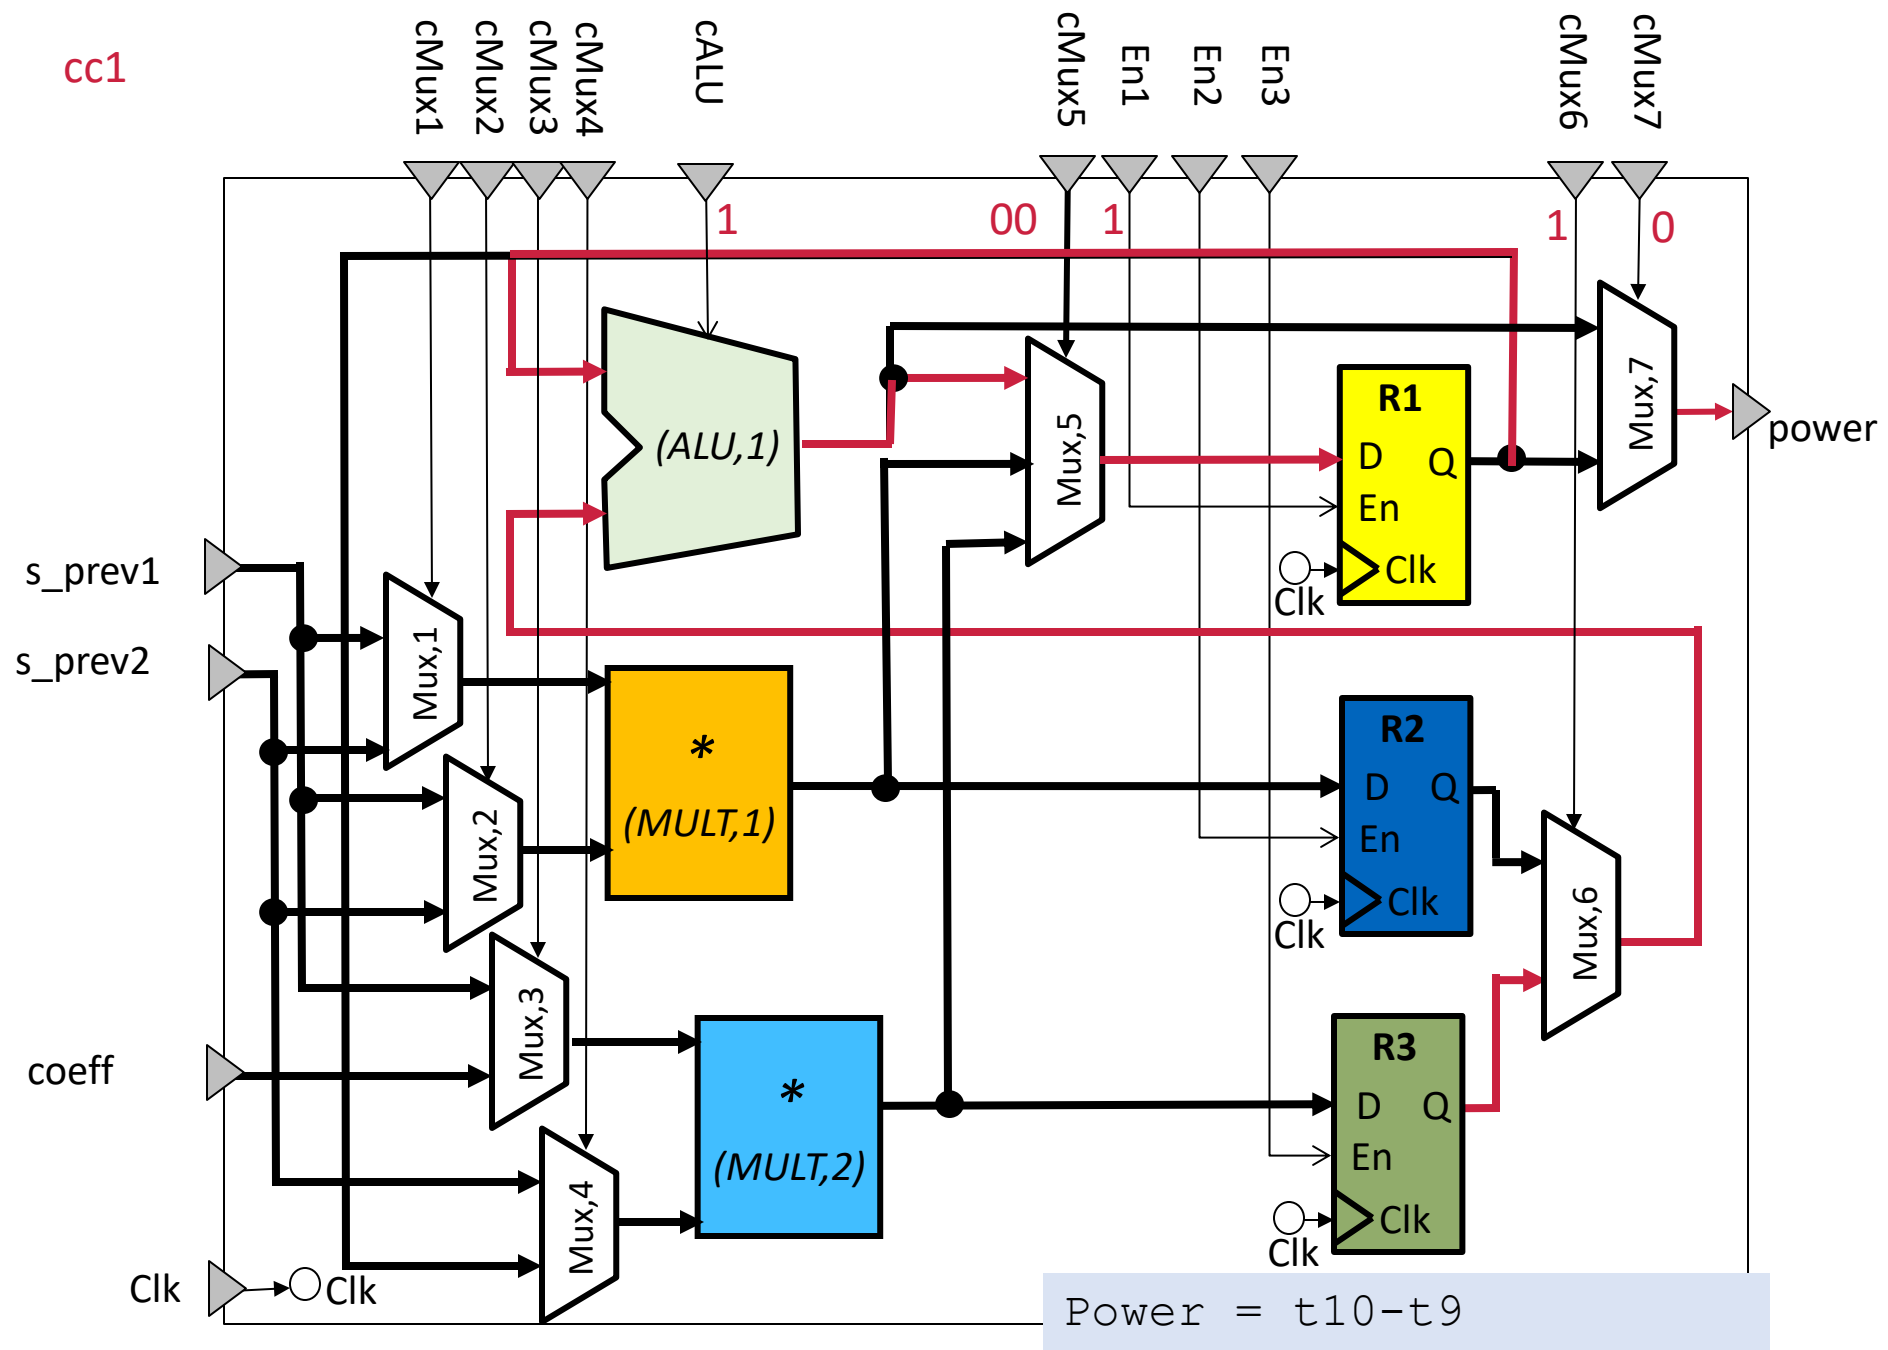 cc1
cMux1
cMux2
cMux3
cMux4
cALU
cMux5
En1
En2
En3
cMux6
cMux7
1
00
1
1
0
(ALU,1)
Mux,5
R1
D
Q
En
Clk
Clk
Mux,7
power
s_prev1
s_prev2
Mux,1
Mux,2
*
(MULT,1)
R2
D
Q
En
Clk
Clk
Mux,6
Mux,3
coeff
*
(MULT,2)
Mux,4
R3
D
Q
En
Clk
Clk
Clk
Clk
Power = t10-t9